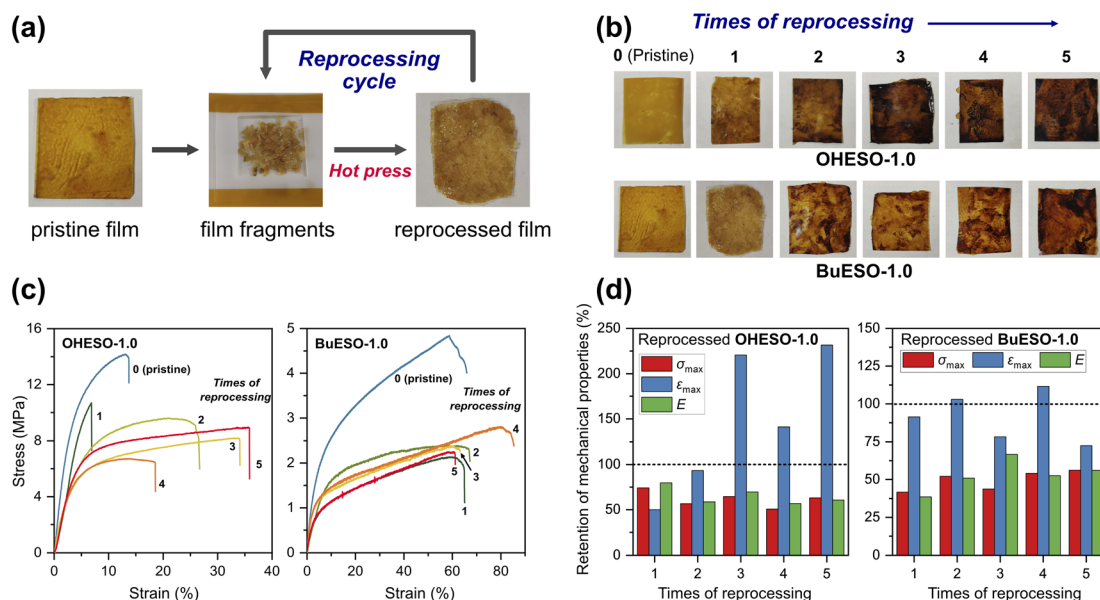 (a)
Reprocessing
cycle
Hot press
pristine film
film fragments
reprocessed film
(b)
Times of reprocessing
0 (Pristine) 1 2 3 4 5
OHESO-1.0
BuESO-1.0
(c)
Stress (MPa)
16
12
8
4
0
OHESO-1.0
0 (pristine)
Times of
reprocessing
1
2
3
5
4
0 10 20 30 40
Strain (%)
5
4
3
2
1
0
BuESO-1.0
0 (pristine)
Times of
reprocessing
4
2
5 3
1
0 20 40 60 80
Strain (%)
(d)
Retention of mechanical properties (%)
250
200
150
100
50
0
Reprocessed OHESO-1.0
σmax
εmax
E
1 2 3 4 5
Times of reprocessing
150
125
100
75
50
25
0
Reprocessed BuESO-1.0
σmax εmax E
1 2 3 4 5
Times of reprocessing